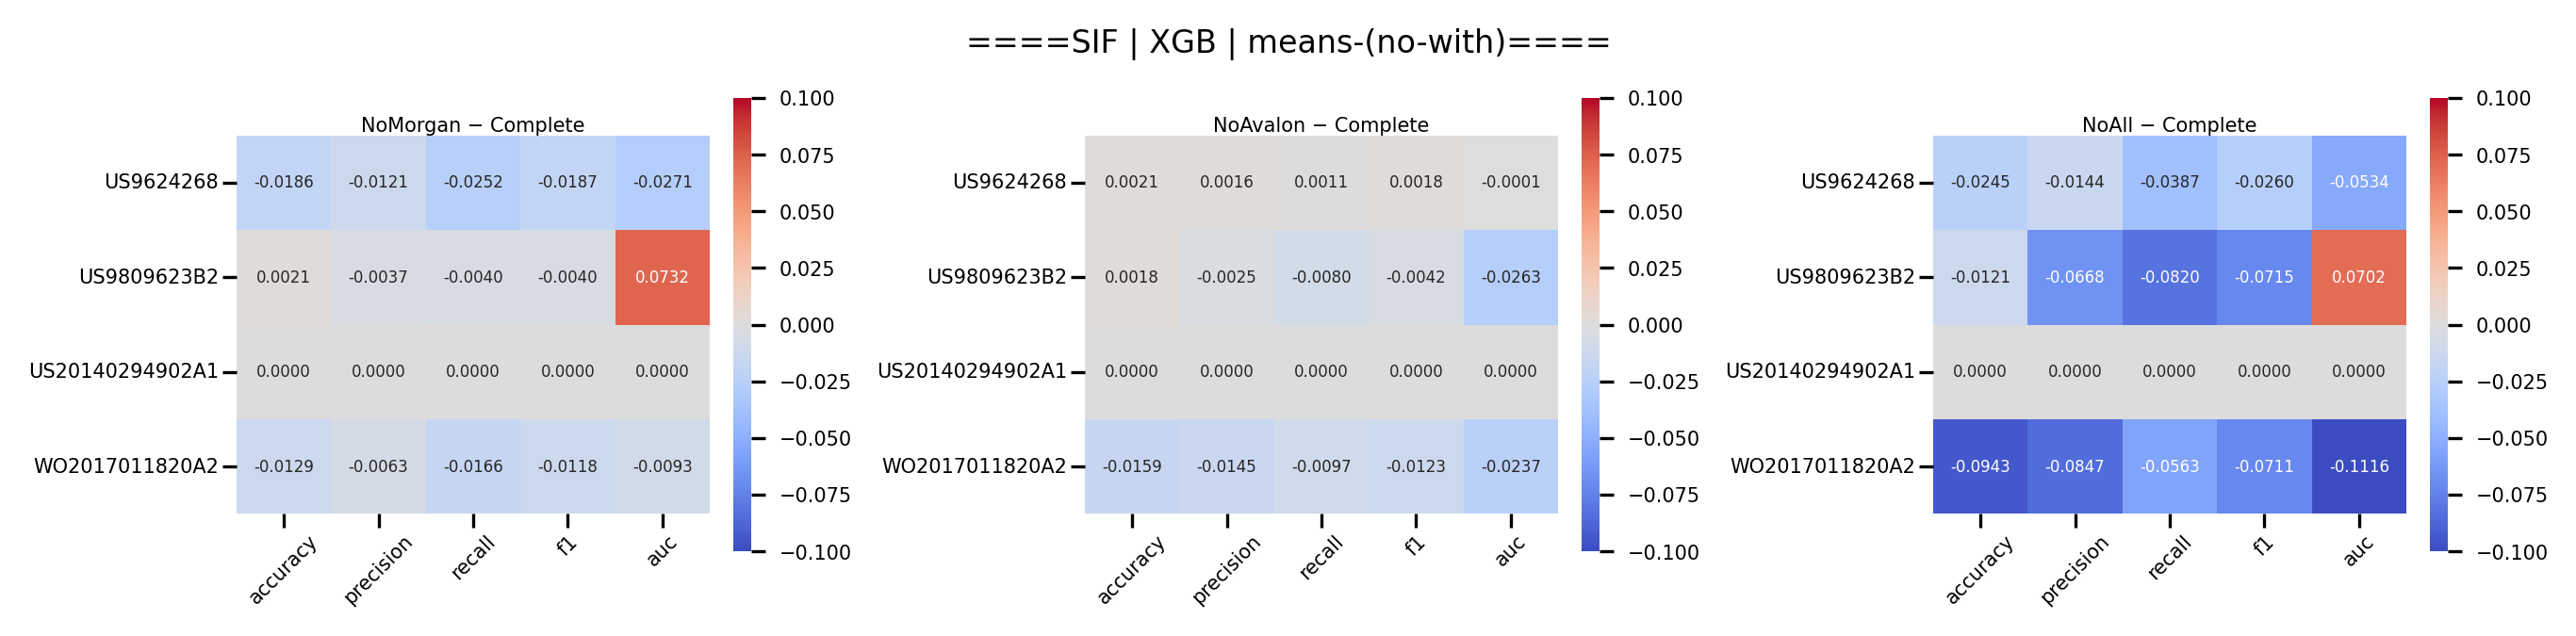 ====SIF | XGB | means-(no-with)====
NoMorgan − Complete
US9624268 -0.0186 -0.0121 -0.0252 -0.0187 -0.0271
US9809623B2 0.0021 -0.0037 -0.0040 -0.0040 0.0732
US20140294902A1 0.0000 0.0000 0.0000 0.0000 0.0000
WO2017011820A2 -0.0129 -0.0063 -0.0166 -0.0118 -0.0093
accuracy precision recall f1 auc
0.100
0.075
0.050
0.025
0.000
−0.025
−0.050
−0.075
−0.100
NoAvalon − Complete
US9624268 0.0021 0.0016 0.0011 0.0018 -0.0001
US9809623B2 0.0018 -0.0025 -0.0080 -0.0042 -0.0263
US20140294902A1 0.0000 0.0000 0.0000 0.0000 0.0000
WO2017011820A2 -0.0159 -0.0145 -0.0097 -0.0123 -0.0237
accuracy precision recall f1 auc
0.100
0.075
0.050
0.025
0.000
−0.025
−0.050
−0.075
−0.100
NoAll − Complete
US9624268 -0.0245 -0.0144 -0.0387 -0.0260 -0.0534
US9809623B2 -0.0121 -0.0668 -0.0820 -0.0715 0.0702
US20140294902A1 0.0000 0.0000 0.0000 0.0000 0.0000
WO2017011820A2 -0.0943 -0.0847 -0.0563 -0.0711 -0.1116
accuracy precision recall f1 auc
0.100
0.075
0.050
0.025
0.000
−0.025
−0.050
−0.075
−0.100